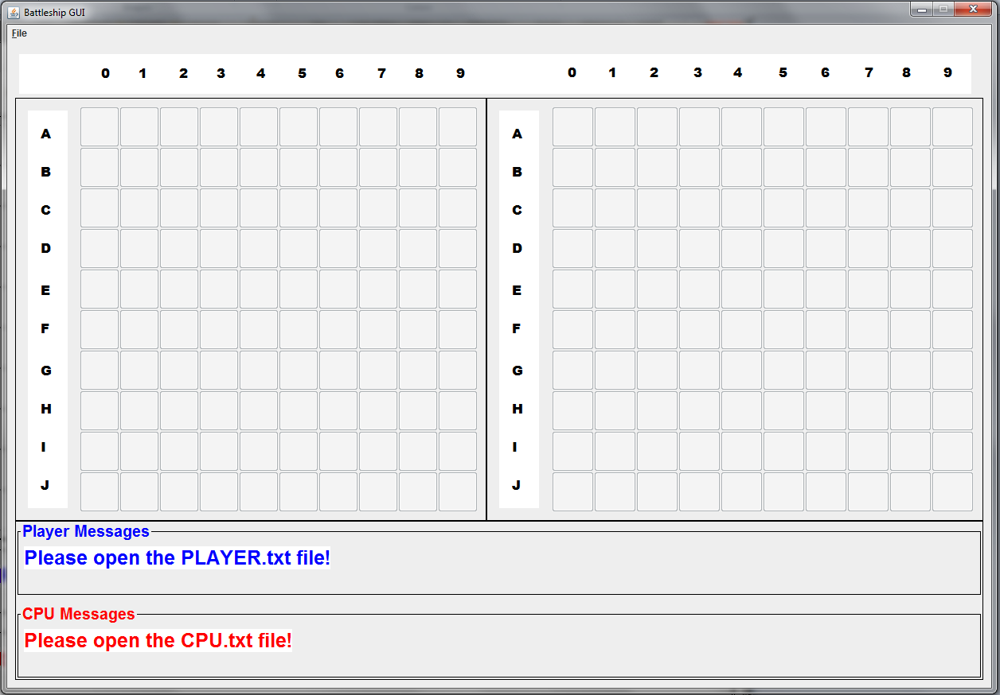 Battleship GUI
File
0 1 2 3 4 5 6 7 8 9 0 1 2 3 4 5 6 7 8 9
A A
B B
C C
D D
E E
F F
G G
H H
I I
J J
Player Messages
Please open the PLAYER.txt file!
CPU Messages
Please open the CPU.txt file!